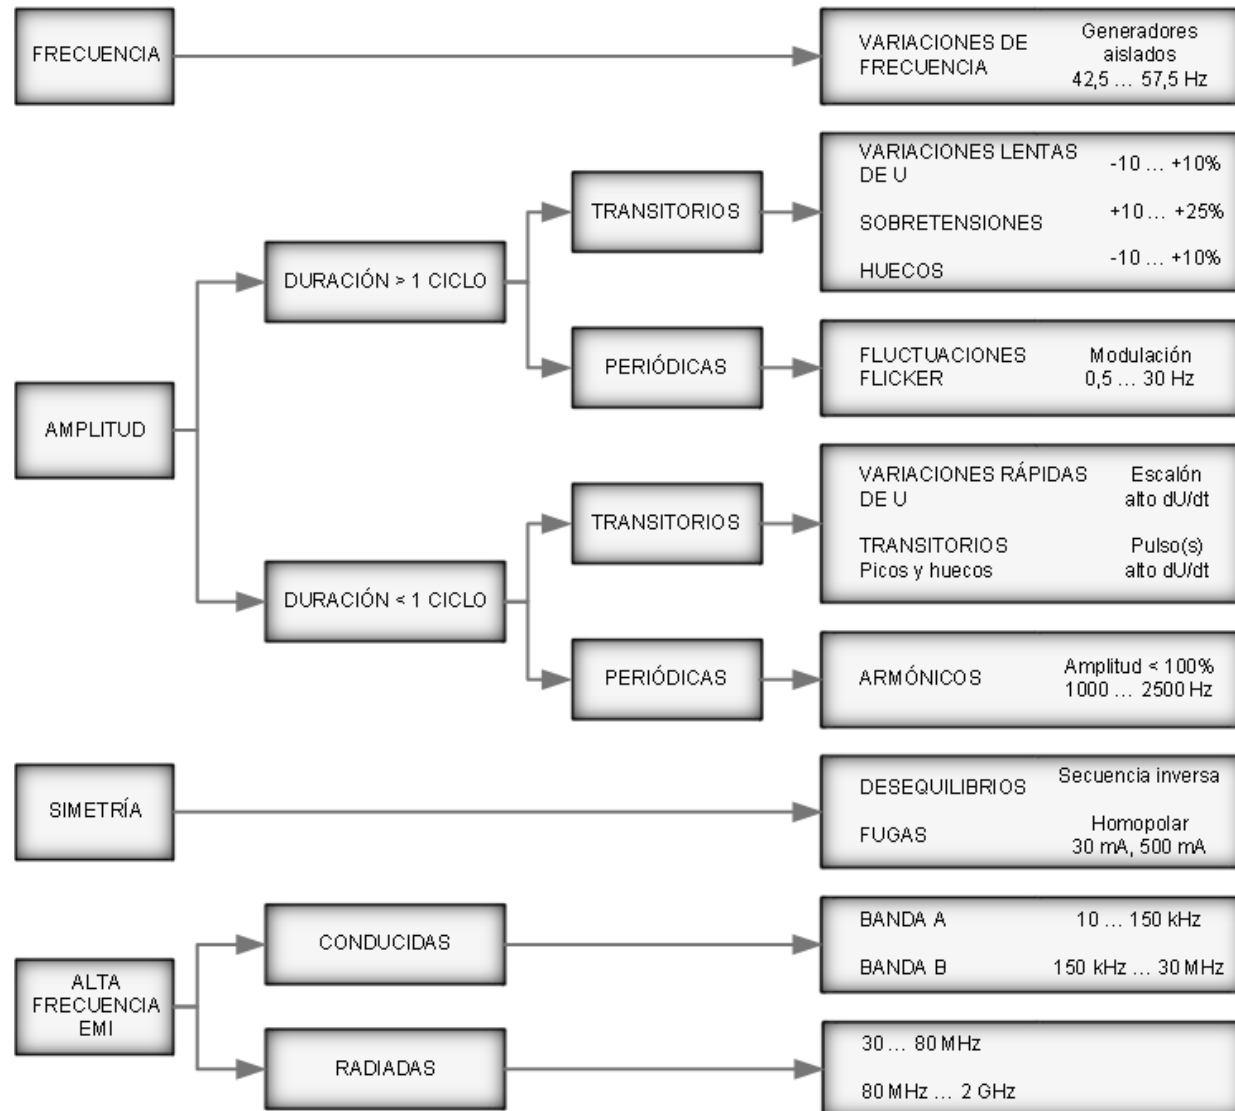 FRECUENCIA
VARIACIONES DE
FRECUENCIA
Generadores
aislados
42,5 ... 57,5 Hz
AMPLITUD
DURACIÓN > 1 CICLO
TRANSITORIOS
VARIACIONES LENTAS
DE U
-10 ... +10%
SOBRETENSIONES
+10 ... +25%
HUECOS
-10 ... +10%
PERIÓDICAS
FLUCTUACIONES
FLICKER
Modulación
0,5 ... 30 Hz
DURACIÓN < 1 CICLO
TRANSITORIOS
VARIACIONES RÁPIDAS
DE U
Escalón
alto dU/dt
TRANSITORIOS
Picos y huecos
Pulso(s)
alto dU/dt
PERIÓDICAS
ARMÓNICOS
Amplitud < 100%
1000 ... 2500 Hz
SIMETRÍA
DESEQUILIBRIOS
Secuencia inversa
FUGAS
Homopolar
30 mA, 500 mA
ALTA
FRECUENCIA
EMI
CONDUCIDAS
BANDA A
10 ... 150 kHz
BANDA B
150 kHz ... 30 MHz
RADIADAS
30 ... 80 MHz
80 MHz ... 2 GHz